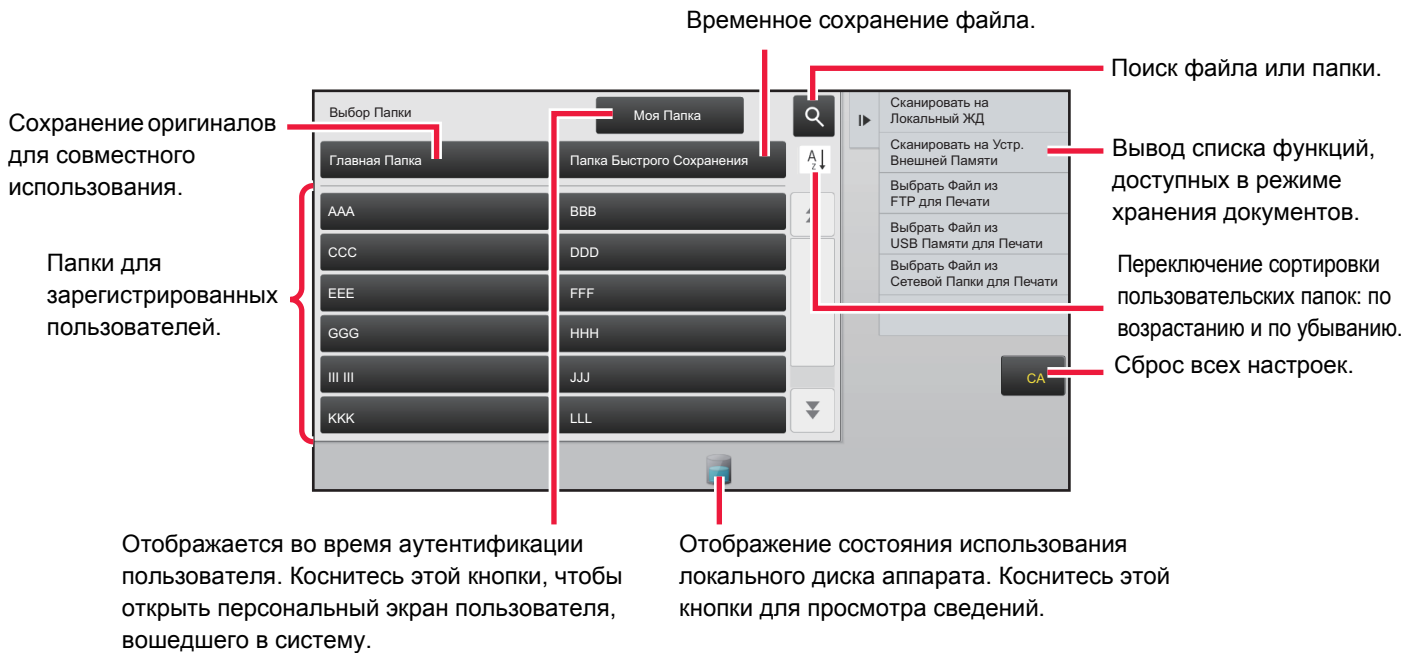 Временное сохранение файла.
Поиск файла или папки.
Сохранение оригиналов
для совместного
использования.
Выбор Папки
Моя Папка
Сканировать на
Локальный ЖД
Главная Папка
Папка Быстрого Сохранения
A
Z
Сканировать на Устр.
Внешней Памяти
Вывод списка функций,
доступных в режиме
хранения документов.
Выбрать Файл из
FTP для Печати
Выбрать Файл из
USB Памяти для Печати
Выбрать Файл из
Сетевой Папки для Печати
Папки для
зарегистрированных
пользователей.
AAA
BBB
CCC
DDD
EEE
FFF
GGG
HHH
III III
JJJ
KKK
LLL
Переключение сортировки
пользовательских папок: по
возрастанию и по убыванию.
CA
Сброс всех настроек.
Отображается во время аутентификации
пользователя. Коснитесь этой кнопки, чтобы
открыть персональный экран пользователя,
вошедшего в систему.
Отображение состояния использования
локального диска аппарата. Коснитесь этой
кнопки для просмотра сведений.